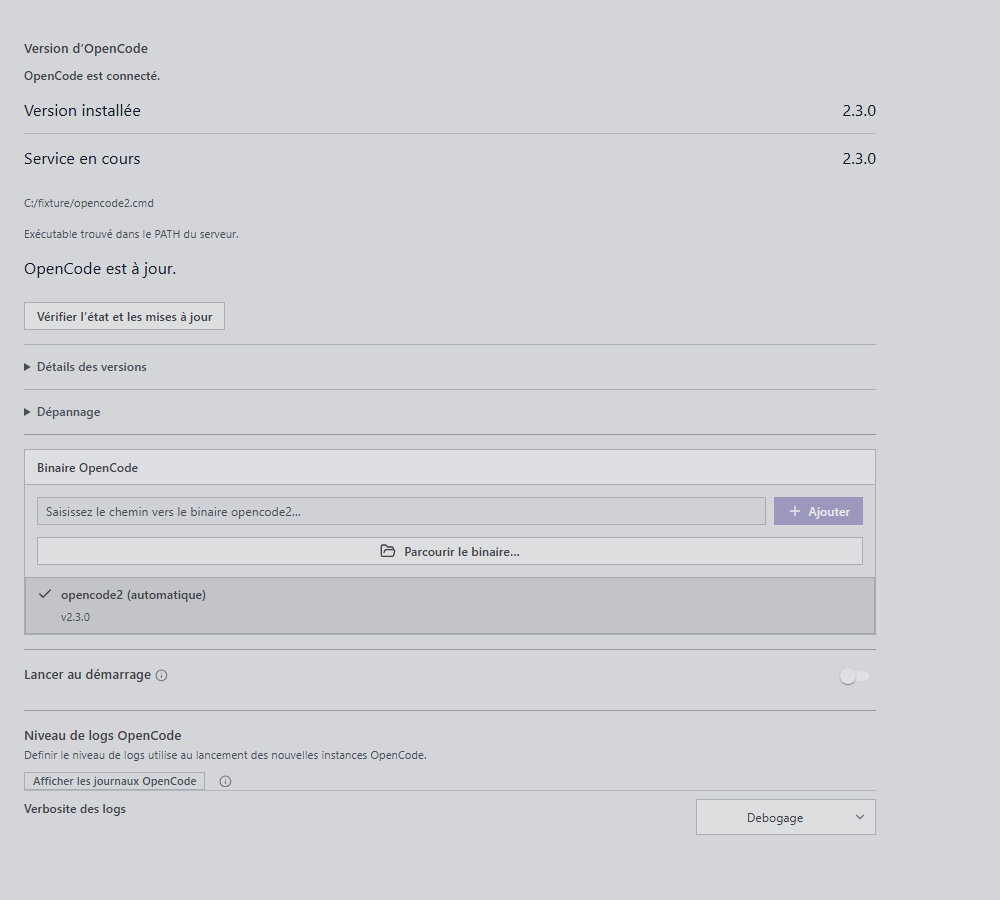 Version d’OpenCode
OpenCode est connecté.
Version installée 2.3.0
Service en cours 2.3.0
C:/fixture/opencode2.cmd
Exécutable trouvé dans le PATH du serveur.
OpenCode est à jour.
Vérifier l’état et les mises à jour
Détails des versions
Dépannage
Binaire OpenCode
Saisissez le chemin vers le binaire opencode2... Ajouter
Parcourir le binaire...
opencode2 (automatique)
v2.3.0
Lancer au démarrage
Niveau de logs OpenCode
Definir le niveau de logs utilise au lancement des nouvelles instances OpenCode.
Afficher les journaux OpenCode
Verbosite des logs Debogage